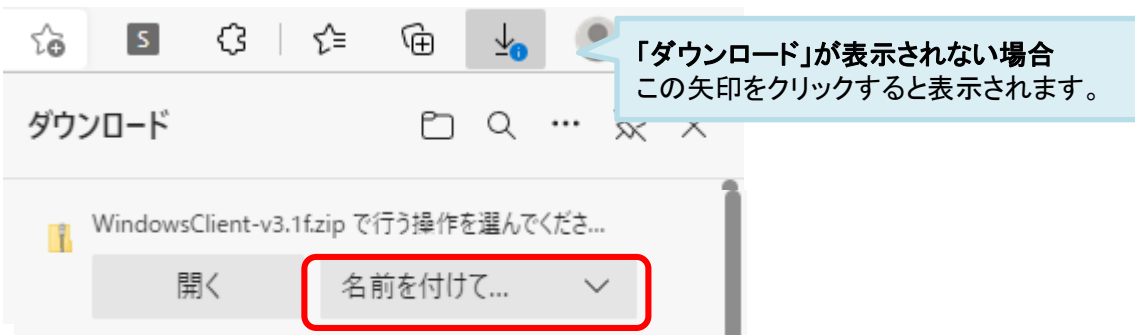 S
「ダウンロード」が表示されない場合
この矢印をクリックすると表示されます。
ダウンロード
WindowsClient-v3.1f.zip で行う操作を選んでくださ...
開く
名前を付けて...